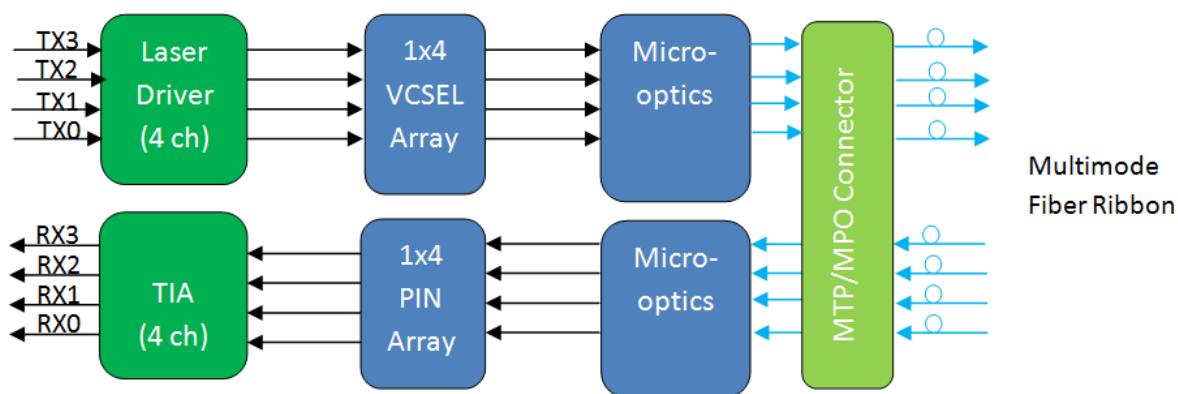 TX3
TX2
TX1
TX0
Laser
Driver
(4 ch)
1x4
VCSEL
Array
Micro-
optics
MTP/MPO Connector
Multimode
Fiber Ribbon
RX3
RX2
RX1
RX0
TIA
(4 ch)
1x4
PIN
Array
Micro-
optics